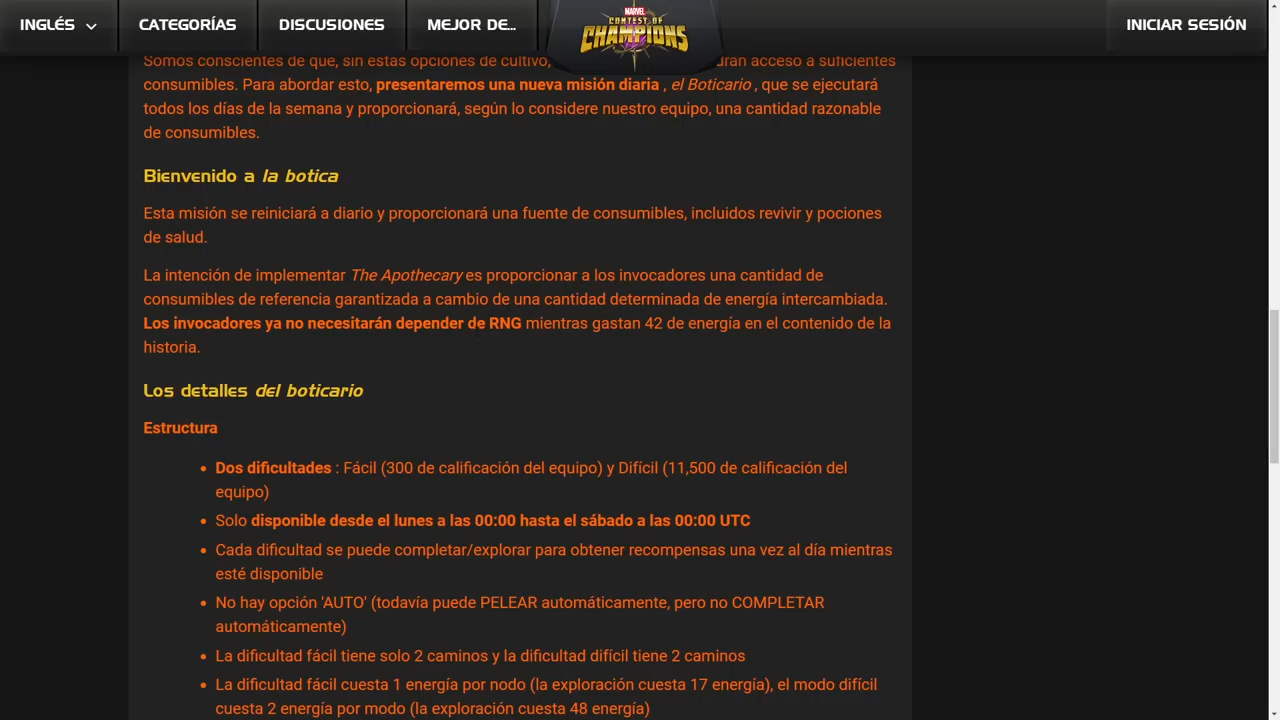 INGLÉS
CATEGORÍAS
DISCUSIONES
MEJOR DE...
MARVEL
CONTEST OF
CHAMPIONS
INICIAR SESIÓN
Somos conscientes de que, sin estas opciones de cultivo, acceso a suficientes
consumibles. Para abordar esto, presentaremos una nueva misión diaria , el Boticario , que se ejecutará
todos los días de la semana y proporcionará, según lo considere nuestro equipo, una cantidad razonable
de consumibles.
Bienvenido a la botica
Esta misión se reiniciará a diario y proporcionará una fuente de consumibles, incluidos revivir y pociones
de salud.
La intención de implementar The Apothecary es proporcionar a los invocadores una cantidad de
consumibles de referencia garantizada a cambio de una cantidad determinada de energía intercambiada.
Los invocadores ya no necesitarán depender de RNG mientras gastan 42 de energía en el contenido de la
historia.
Los detalles del boticario
Estructura
• Dos dificultades : Fácil (300 de calificación del equipo) y Difícil (11,500 de calificación del
equipo)
• Solo disponible desde el lunes a las 00:00 hasta el sábado a las 00:00 UTC
• Cada dificultad se puede completar/explorar para obtener recompensas una vez al día mientras
esté disponible
• No hay opción 'AUTO' (todavía puede PELEAR automáticamente, pero no COMPLETAR
automáticamente)
• La dificultad fácil tiene solo 2 caminos y la dificultad difícil tiene 2 caminos
• La dificultad fácil cuesta 1 energía por nodo (la exploración cuesta 17 energía), el modo difícil
cuesta 2 energía por modo (la exploración cuesta 48 energía)